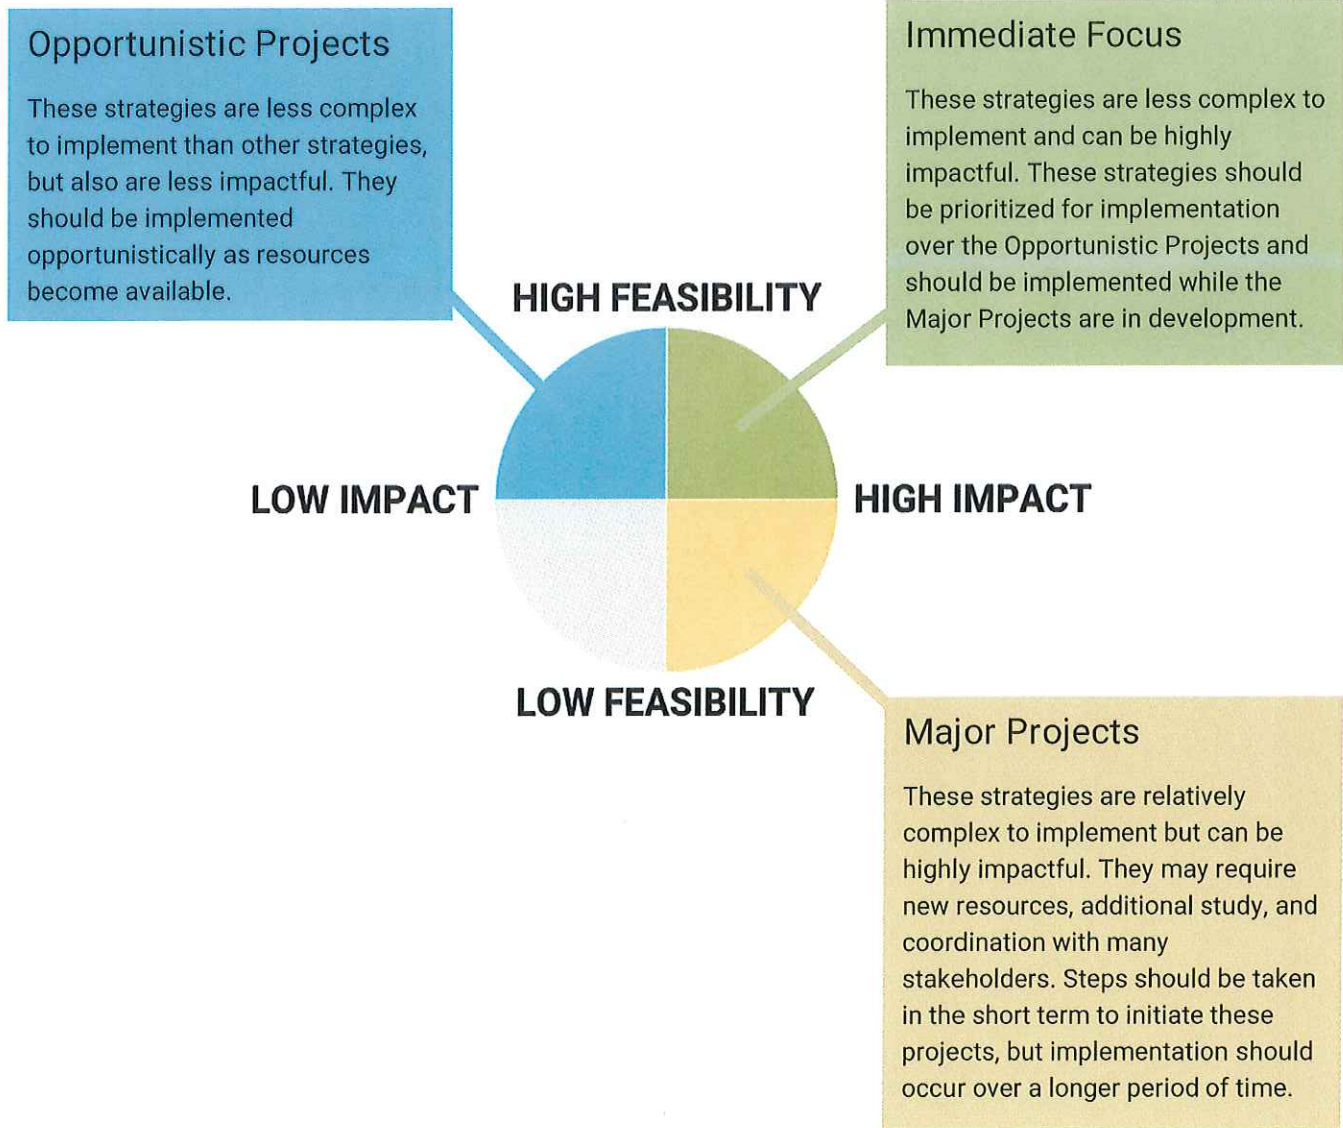 Opportunistic Projects
These strategies are less complex
to implement than other strategies,
but also are less impactful. They
should be implemented
opportunistically as resources
become available.
Immediate Focus
These strategies are less complex to
implement and can be highly
impactful. These strategies should
be prioritized for implementation
over the Opportunistic Projects and
should be implemented while the
Major Projects are in development.
HIGH FEASIBILITY
LOW IMPACT
HIGH IMPACT
LOW FEASIBILITY
Major Projects
These strategies are relatively
complex to implement but can be
highly impactful. They may require
new resources, additional study, and
coordination with many
stakeholders. Steps should be taken
in the short term to initiate these
projects, but implementation should
occur over a longer period of time.